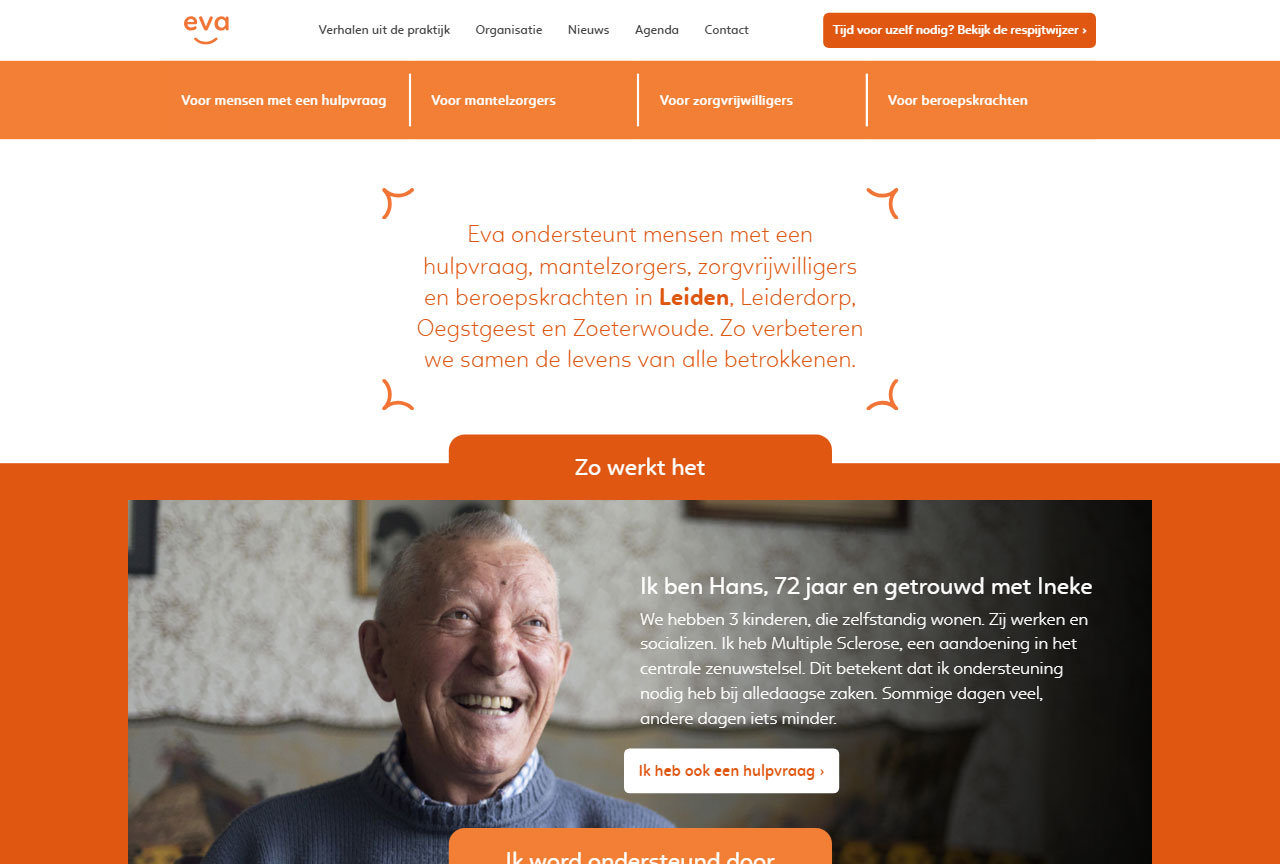 eva
Verhalen uit de praktijk
Organisatie
Nieuws
Agenda
Contact
Tijd voor uzelf nodig? Bekijk de respijtwijzer ›
Voor mensen met een hulpvraag
Voor mantelzorgers
Voor zorgvrijwilligers
Voor beroepskrachten
Eva ondersteunt mensen met een
hulpvraag, mantelzorgers, zorgvrijwilligers
en beroepskrachten in Leiden, Leiderdorp,
Oegstgeest en Zoeterwoude. Zo verbeteren
we samen de levens van alle betrokkenen.
Zo werkt het
Ik ben Hans, 72 jaar en getrouwd met Ineke
We hebben 3 kinderen, die zelfstandig wonen. Zij werken en
socializen. Ik heb Multiple Sclerose, een aandoening in het
centrale zenuwstelsel. Dit betekent dat ik ondersteuning
nodig heb bij alledaagse zaken. Sommige dagen veel,
andere dagen iets minder.
Ik heb ook een hulpvraag ›
Ik word ondersteund door